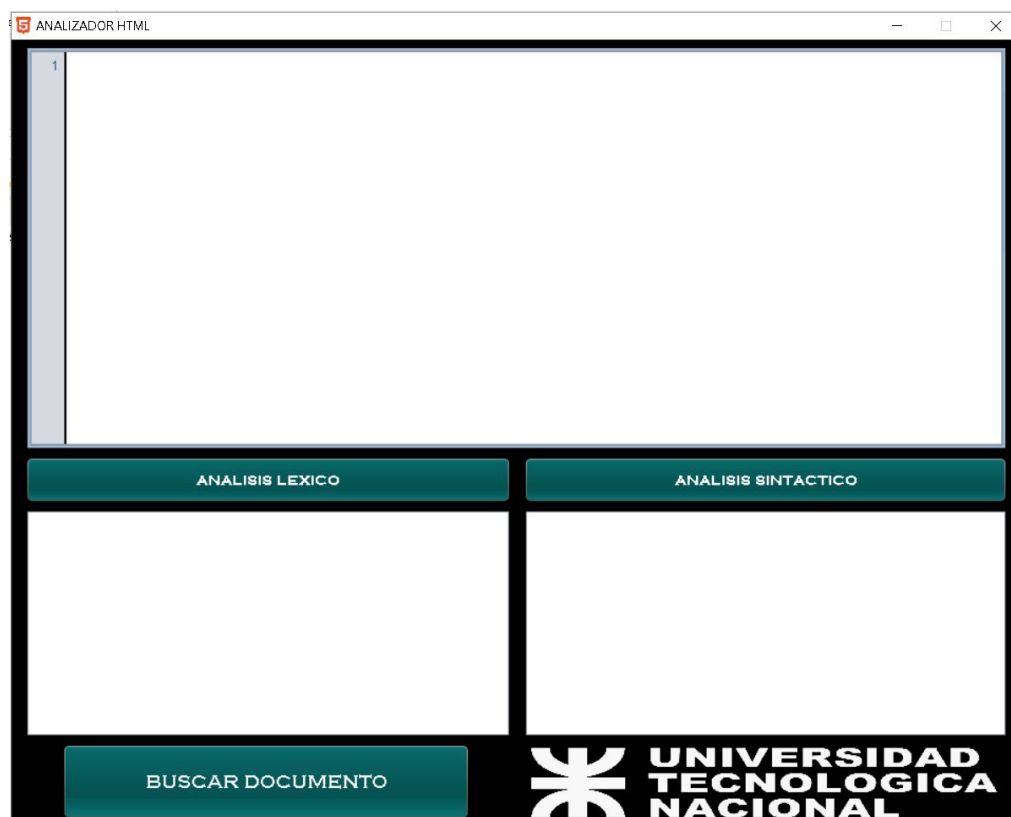 ANALIZADOR HTML
1
ANALISIS LEXICO
ANALISIS SINTACTICO
BUSCAR DOCUMENTO
UNIVERSIDAD
TECNOLOGICA
NACIONAL